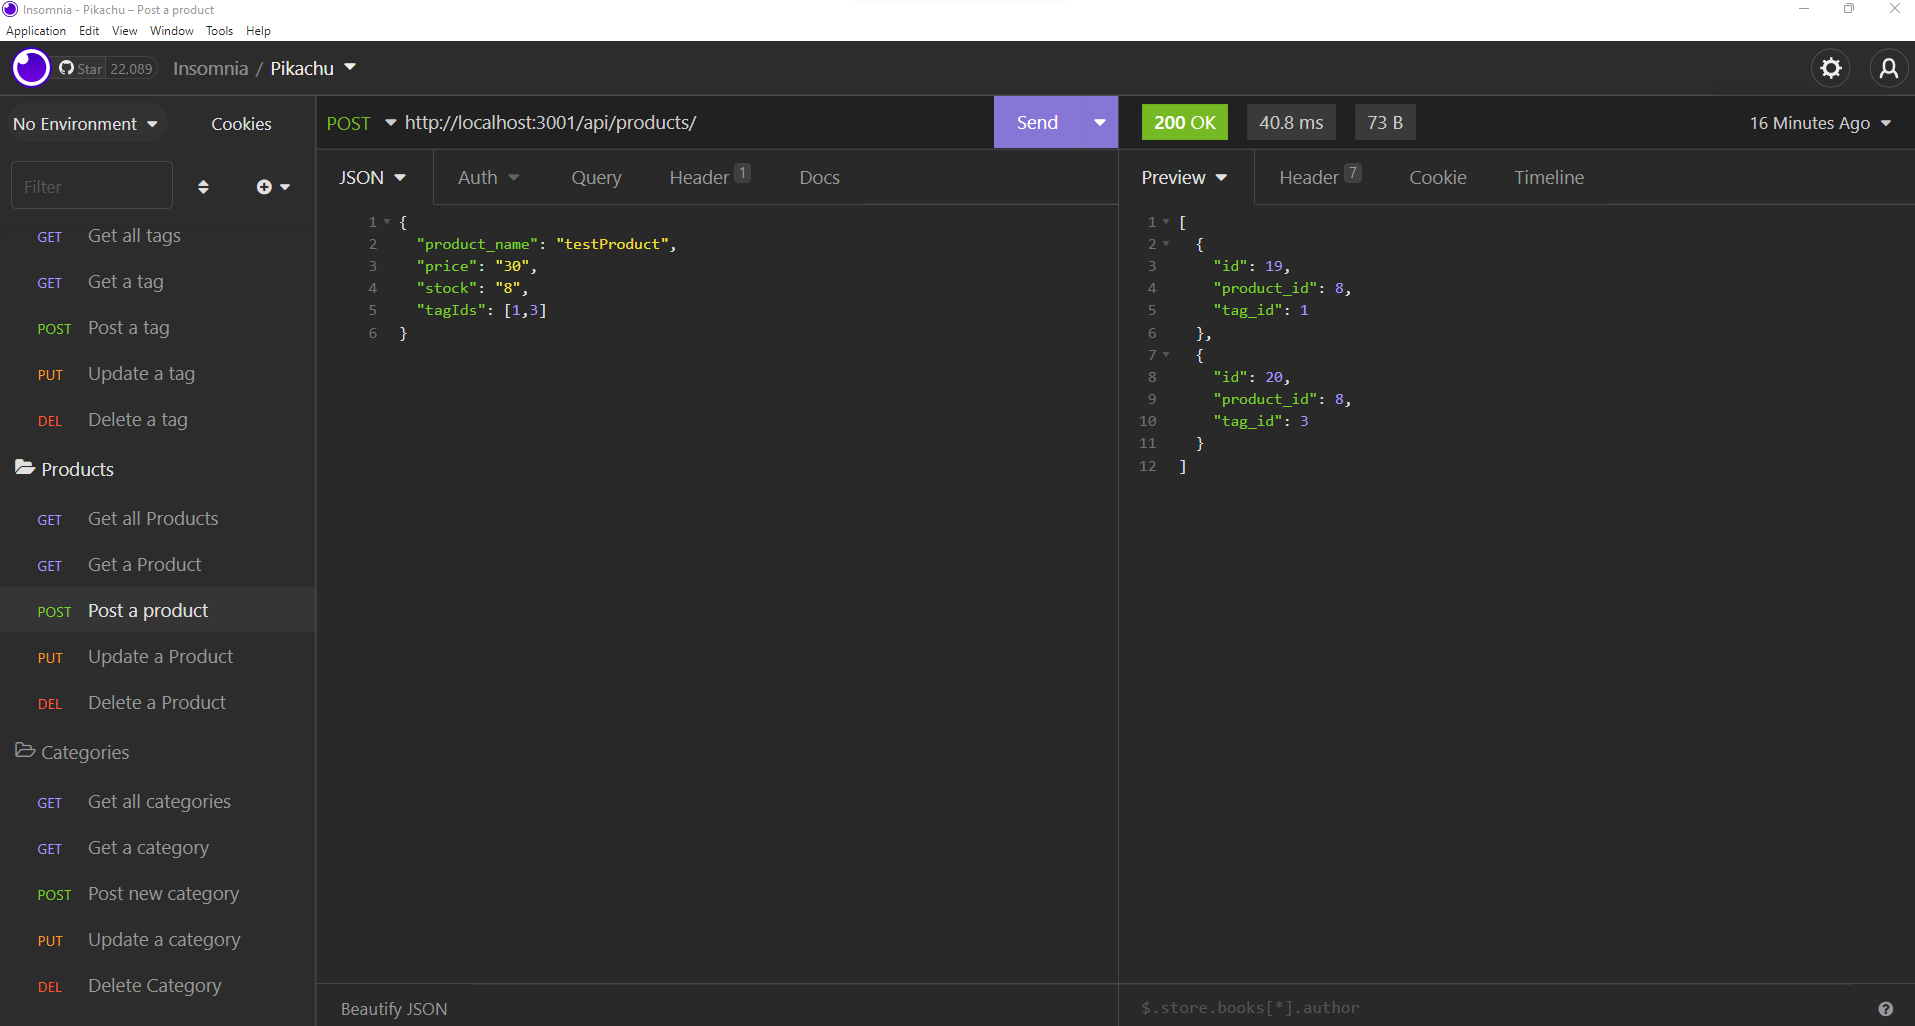 Insomnia - Pikachu – Post a product
Application Edit View Window Tools Help
Star 22,089 Insomnia / Pikachu
No Environment Cookies
Filter
GET Get all tags
GET Get a tag
POST Post a tag
PUT Update a tag
DEL Delete a tag
Products
GET Get all Products
GET Get a Product
POST Post a product
PUT Update a Product
DEL Delete a Product
Categories
GET Get all categories
GET Get a category
POST Post new category
PUT Update a category
DEL Delete Category
POST http://localhost:3001/api/products/ Send
JSON Auth Query Header 1 Docs
1 {
2 "product_name": "testProduct",
3 "price": "30",
4 "stock": "8",
5 "tagIds": [1,3]
6 }
Beautify JSON
200 OK 40.8 ms 73 B 16 Minutes Ago
Preview Header 7 Cookie Timeline
1 [
2 {
3 "id": 19,
4 "product_id": 8,
5 "tag_id": 1
6 },
7 {
8 "id": 20,
9 "product_id": 8,
10 "tag_id": 3
11 }
12 ]
$.store.books[*].author ?